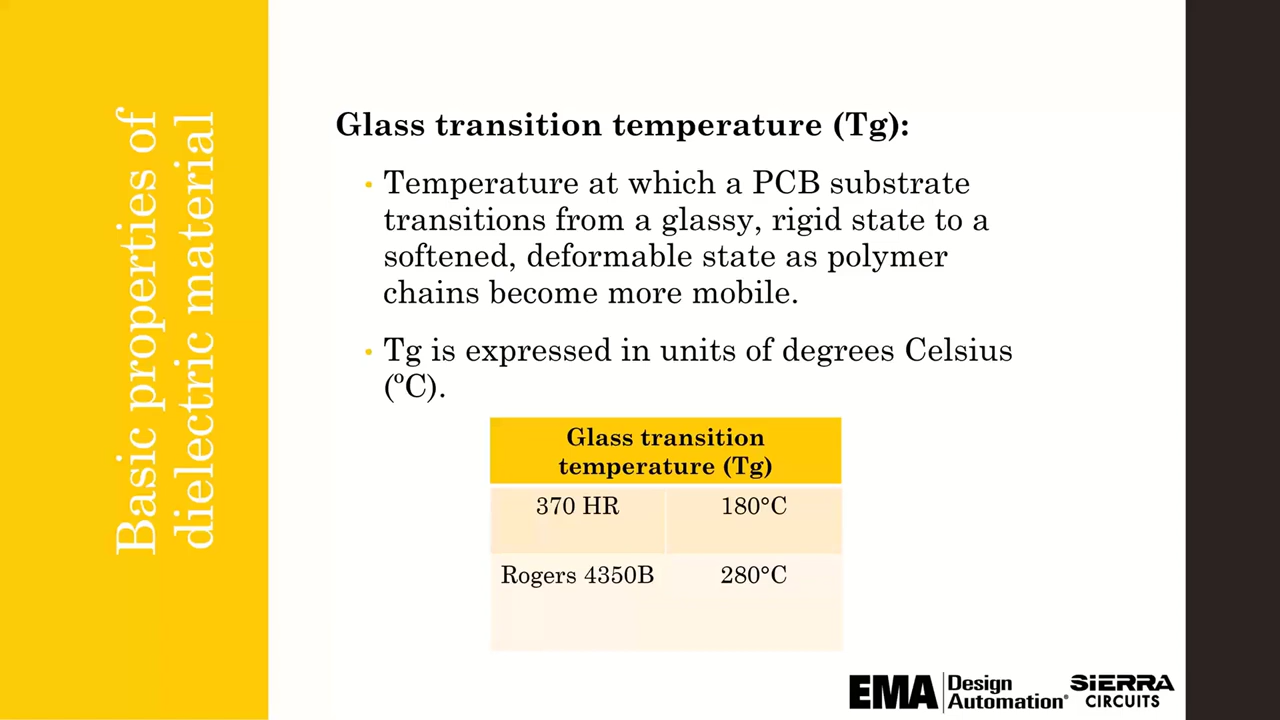 Basic properties of
dielectric material
Glass transition temperature (Tg):
• Temperature at which a PCB substrate
transitions from a glassy, rigid state to a
softened, deformable state as polymer
chains become more mobile.
• Tg is expressed in units of degrees Celsius
(ºC).
Glass transition
temperature (Tg)
370 HR 180°C
Rogers 4350B 280°C
EMA Design
Automation®
SIERRA
CIRCUITS